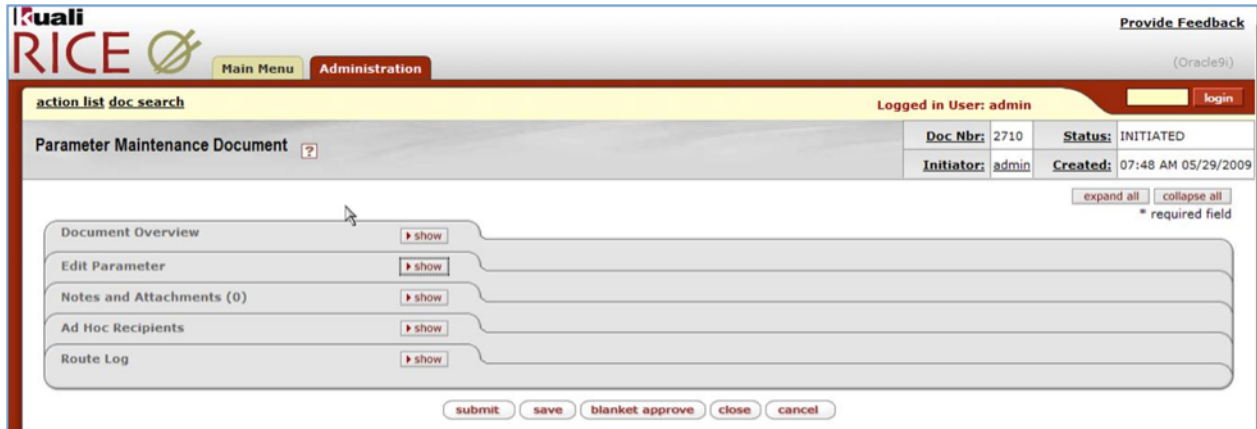 Kuali
Provide Feedback
RICE
(Oracle9i)
Main Menu Administration
action list doc search
Logged in User: admin
login
Parameter Maintenance Document ?
Doc Nbr: 2710 Status: INITIATED
Initiator: admin Created: 07:48 AM 05/29/2009
expand all collapse all
* required field
Document Overview show
Edit Parameter show
Notes and Attachments (0) show
Ad Hoc Recipients show
Route Log show
submit save blanket approve close cancel